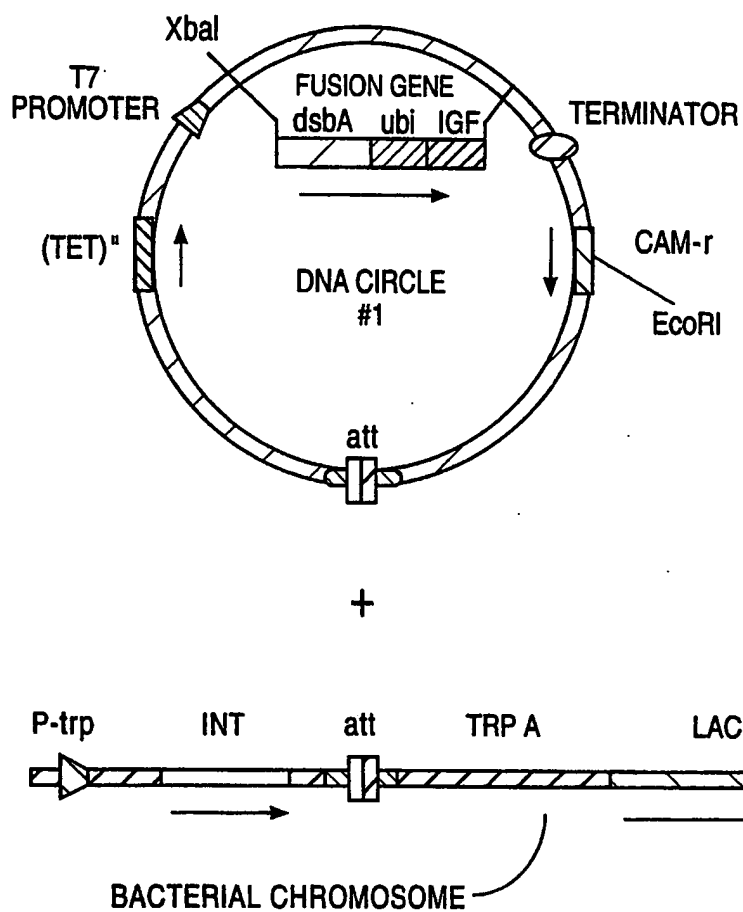 XbaI
T7
PROMOTER
FUSION GENE
dsbA ubi IGF
TERMINATOR
(TET)"
CAM-r
DNA CIRCLE
#1
EcoRI
att
+
P-trp INT att TRP A LAC
BACTERIAL CHROMOSOME